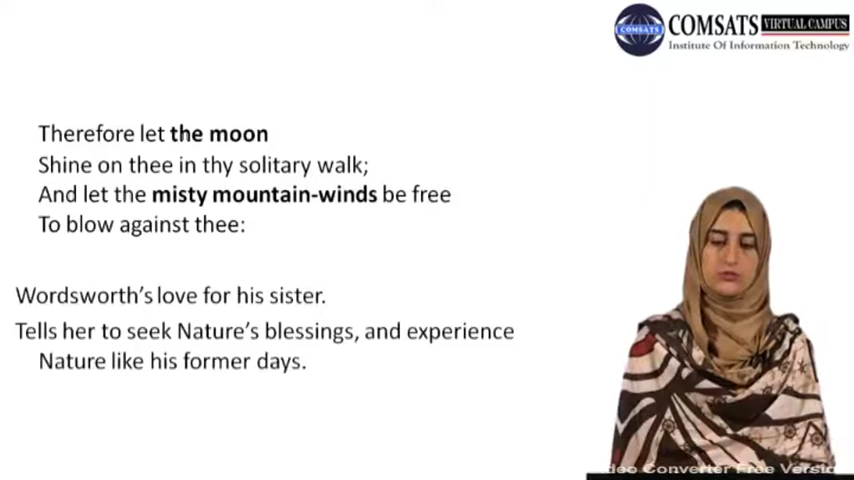 COMSATS VIRTUAL CAMPUS
COMSATS
Institute Of Information Technology
Therefore let the moon
Shine on thee in thy solitary walk;
And let the misty mountain-winds be free
To blow against thee:
Wordsworth's love for his sister.
Tells her to seek Nature's blessings, and experience
Nature like his former days.
Converter Free